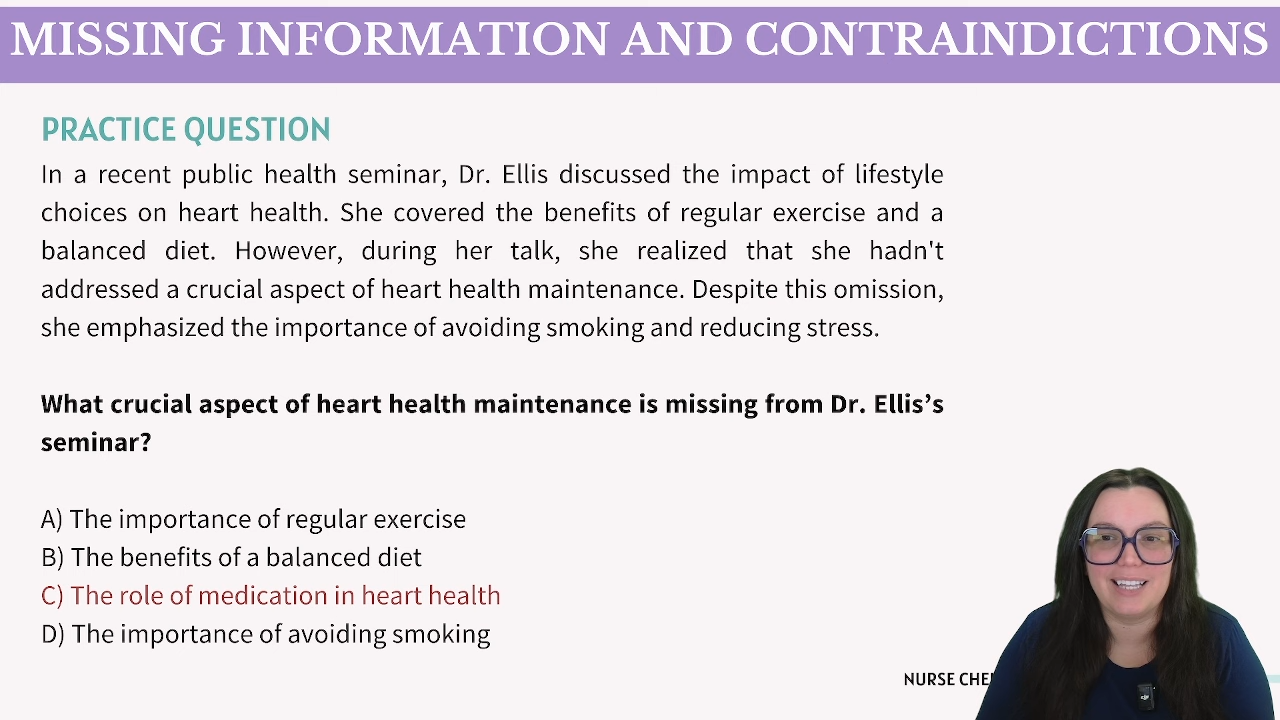 MISSING INFORMATION AND CONTRAINDICTIONS
PRACTICE QUESTION
In a recent public health seminar, Dr. Ellis discussed the impact of lifestyle
choices on heart health. She covered the benefits of regular exercise and a
balanced diet. However, during her talk, she realized that she hadn't
addressed a crucial aspect of heart health maintenance. Despite this omission,
she emphasized the importance of avoiding smoking and reducing stress.
What crucial aspect of heart health maintenance is missing from Dr. Ellis’s
seminar?
A) The importance of regular exercise
B) The benefits of a balanced diet
C) The role of medication in heart health
D) The importance of avoiding smoking
NURSE